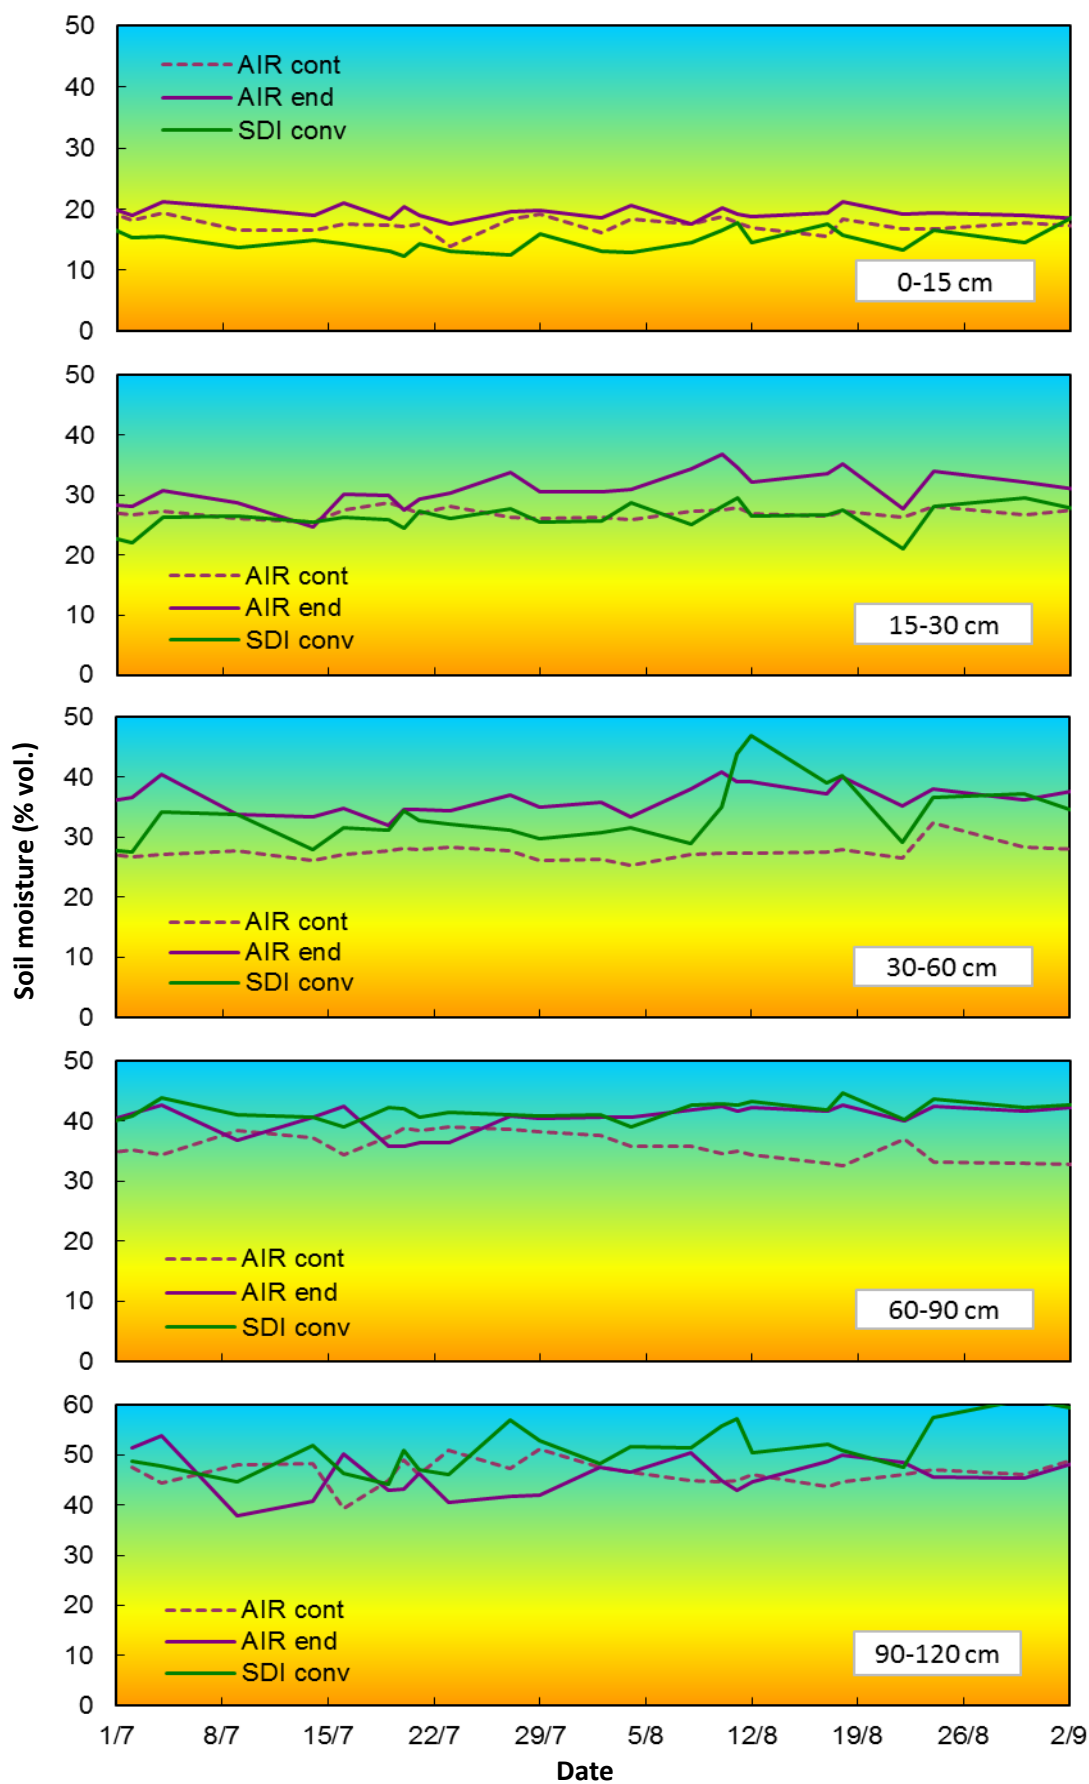 50
40
30
20
10
0
AIR cont
AIR end
SDI conv
0-15 cm
50
40
30
20
10
0
AIR cont
AIR end
SDI conv
15-30 cm
Soil moisture (% vol.)
50
40
30
20
10
0
AIR cont
AIR end
SDI conv
30-60 cm
50
40
30
20
10
0
AIR cont
AIR end
SDI conv
60-90 cm
60
50
40
30
20
10
0
AIR cont
AIR end
SDI conv
90-120 cm
1/7 8/7 15/7 22/7 29/7 5/8 12/8 19/8 26/8 2/9
Date